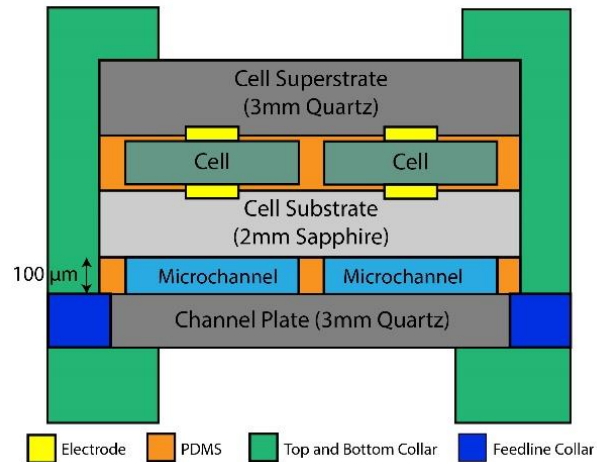 Cell Superstrate
(3mm Quartz)
Cell Cell
Cell Substrate
(2mm Sapphire)
100 µm
Microchannel Microchannel
Channel Plate (3mm Quartz)
Electrode PDMS Top and Bottom Collar Feedline Collar